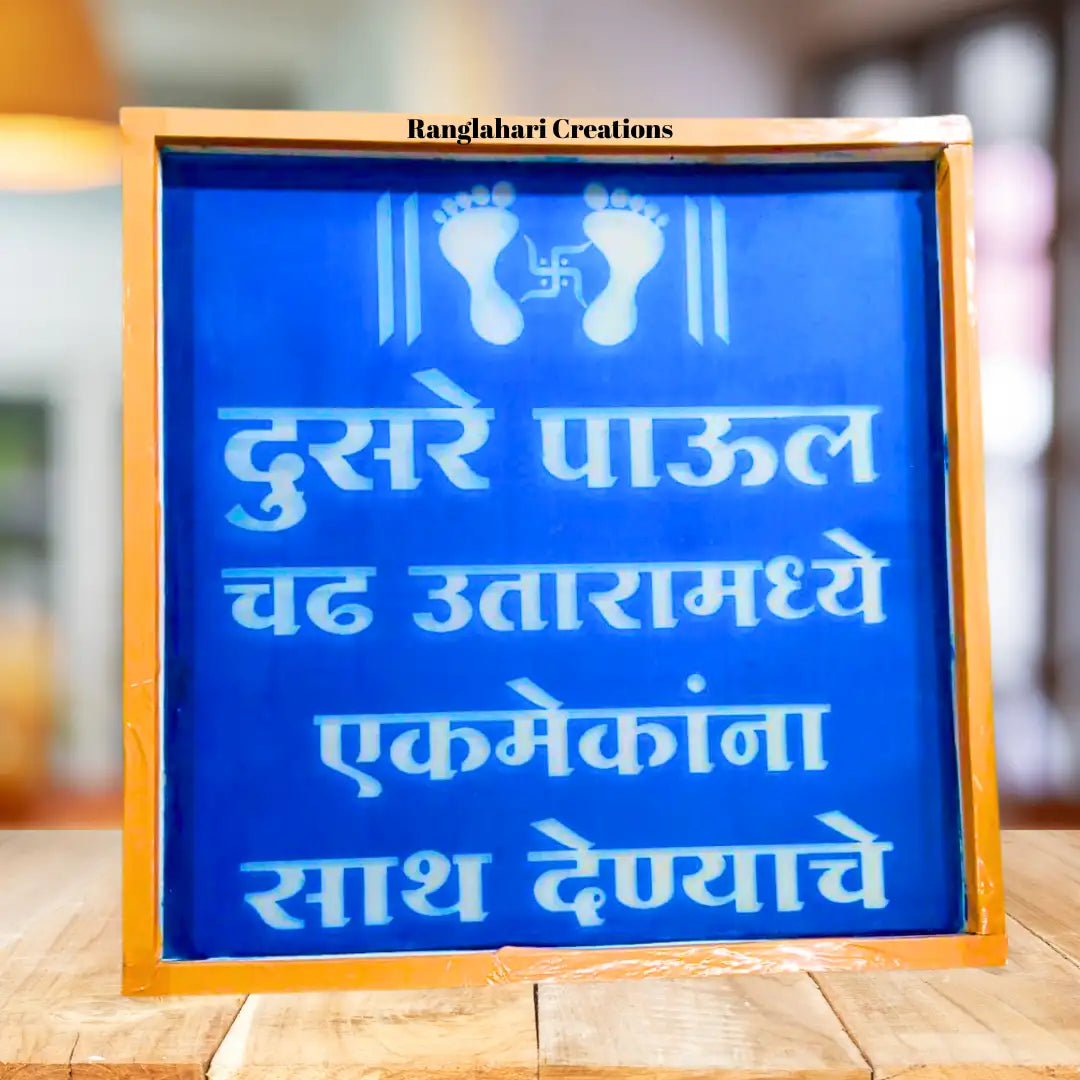 Ranglahari Creations
दुसरे पाऊल
चढ उतारामध्ये
एकमेकांना
साथ देण्याचे